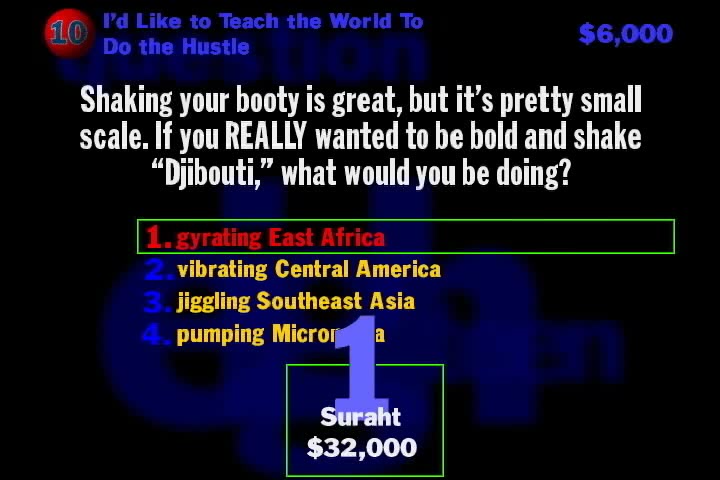 10
I'd Like to Teach the World To
Do the Hustle
$6,000
Shaking your booty is great, but it's pretty small
scale. If you REALLY wanted to be bold and shake
“Djibouti,” what would you be doing?
1. gyrating East Africa
2. vibrating Central America
3. jiggling Southeast Asia
4. pumping
1
Suraht
$32,000